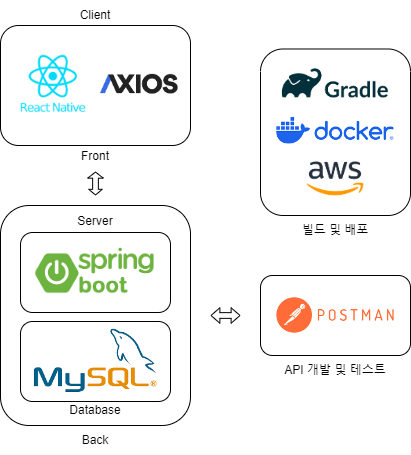 Client
React Native
AXIOS
Front
Gradle
docker
aws
빌드 및 배포
Server
spring
boot
MySQL®
Database
Back
POSTMAN
API 개발 및 테스트